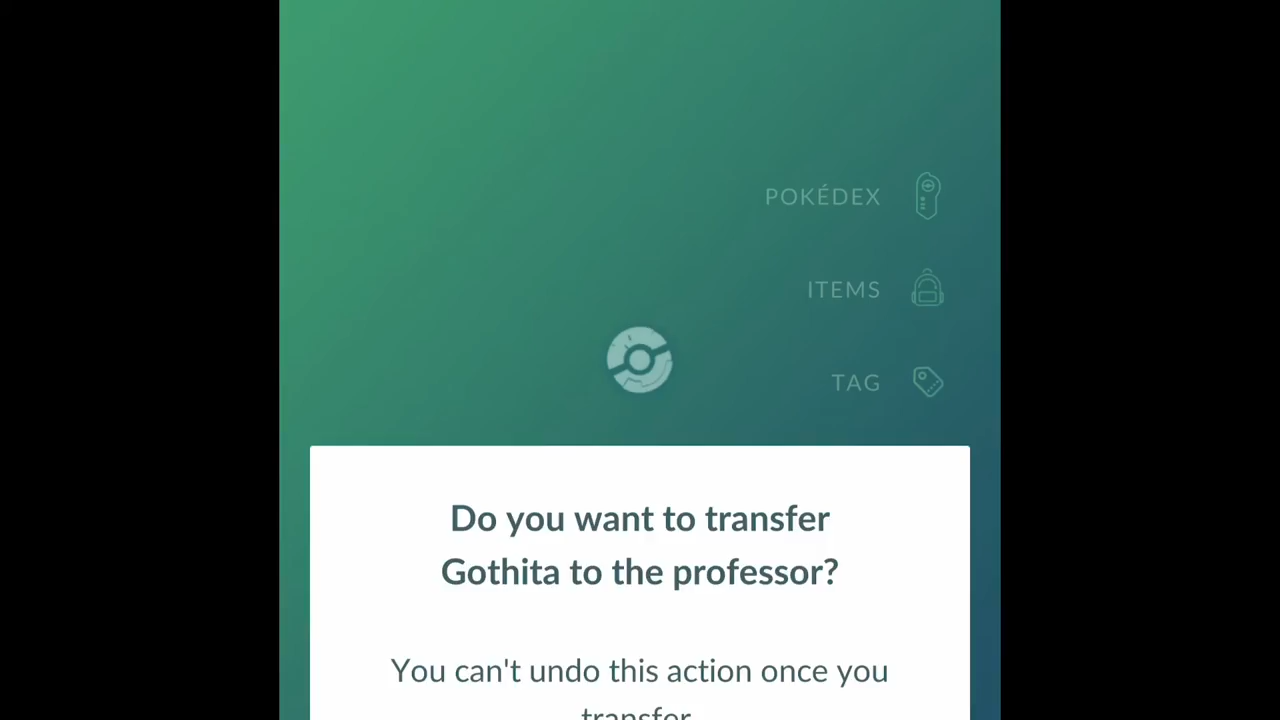 POKÉDEX
ITEMS
TAG
Do you want to transfer
Gothita to the professor?
You can't undo this action once you
transfer